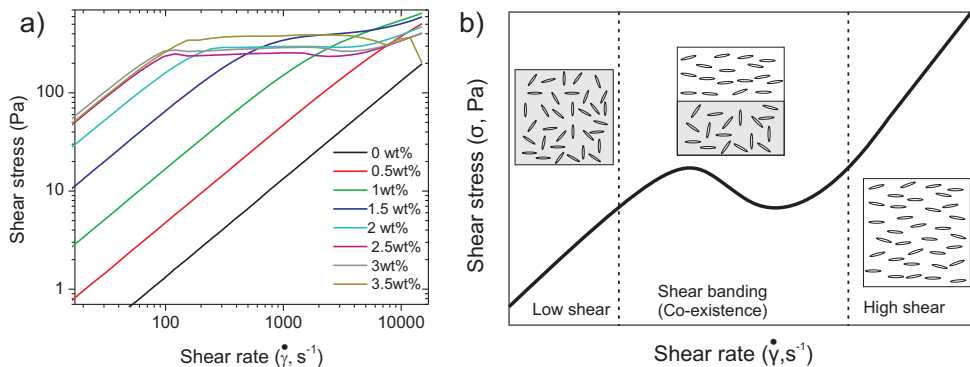 a)
Shear stress (Pa)
100
10
1
0 wt%
0.5wt%
1wt%
1.5 wt%
2 wt%
2.5wt%
3wt%
3.5wt%
100
1000
10000
Shear rate (γ̇, s⁻¹)
b)
Shear stress (σ, Pa)
Low shear
Shear banding
(Co-existence)
High shear
Shear rate (γ̇,s⁻¹)